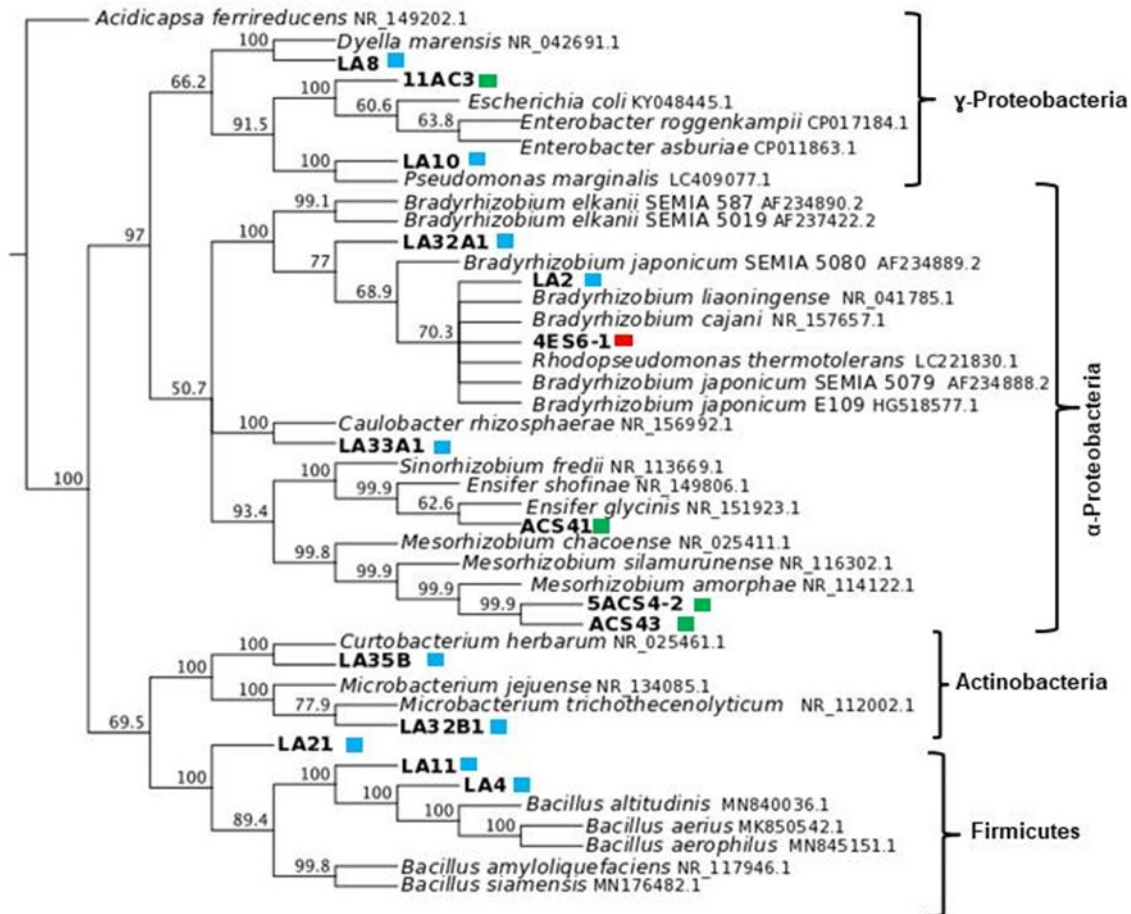 Acidicapsa ferrireducens NR_149202.1
100
Dyella marensis NR_042691.1
LA8
66.2
100
11AC3
60.6
Escherichia coli KY048445.1
63.8
Enterobacter roggenkampii CP017184.1
ɣ-Proteobacteria
91.5
Enterobacter asburiae CP011863.1
100
LA10
Pseudomonas marginalis LC409077.1
99.1
Bradyrhizobium elkanii SEMIA 587 AF234890.2
Bradyrhizobium elkanii SEMIA 5019 AF237422.2
97
100
LA32A1
77
Bradyrhizobium japonicum SEMIA 5080 AF234889.2
LA2
68.9
Bradyrhizobium liaoningense NR_041785.1
Bradyrhizobium cajani NR_157657.1
70.3
4ES6-1
Rhodopseudomonas thermotolerans LC221830.1
50.7
Bradyrhizobium japonicum SEMIA 5079 AF234888.2
Bradyrhizobium japonicum E109 HG518577.1
α-Proteobacteria
100
Caulobacter rhizosphaerae NR_156992.1
LA33A1
100
Sinorhizobium fredii NR_113669.1
99.9
Ensifer shofinae NR_149806.1
100
62.6
Ensifer glycinis NR_151923.1
93.4
ACS41
Mesorhizobium chacoense NR_025411.1
99.8
Mesorhizobium silamurunense NR_116302.1
99.9
Mesorhizobium amorphae NR_114122.1
99.9
99.9
5ACS4-2
ACS43
100
Curtobacterium herbarum NR_025461.1
LA35B
100
Microbacterium jejuense NR_134085.1
Actinobacteria
100
77.9
Microbacterium trichothecenolyticum NR_112002.1
69.5
LA32B1
LA21
100
LA11
100
100
LA4
100
Bacillus altitudinis MN840036.1
89.4
100
Bacillus aerius MK850542.1
Firmicutes
Bacillus aerophilus MN845151.1
99.8
Bacillus amyloliquefaciens NR_117946.1
Bacillus siamensis MN176482.1